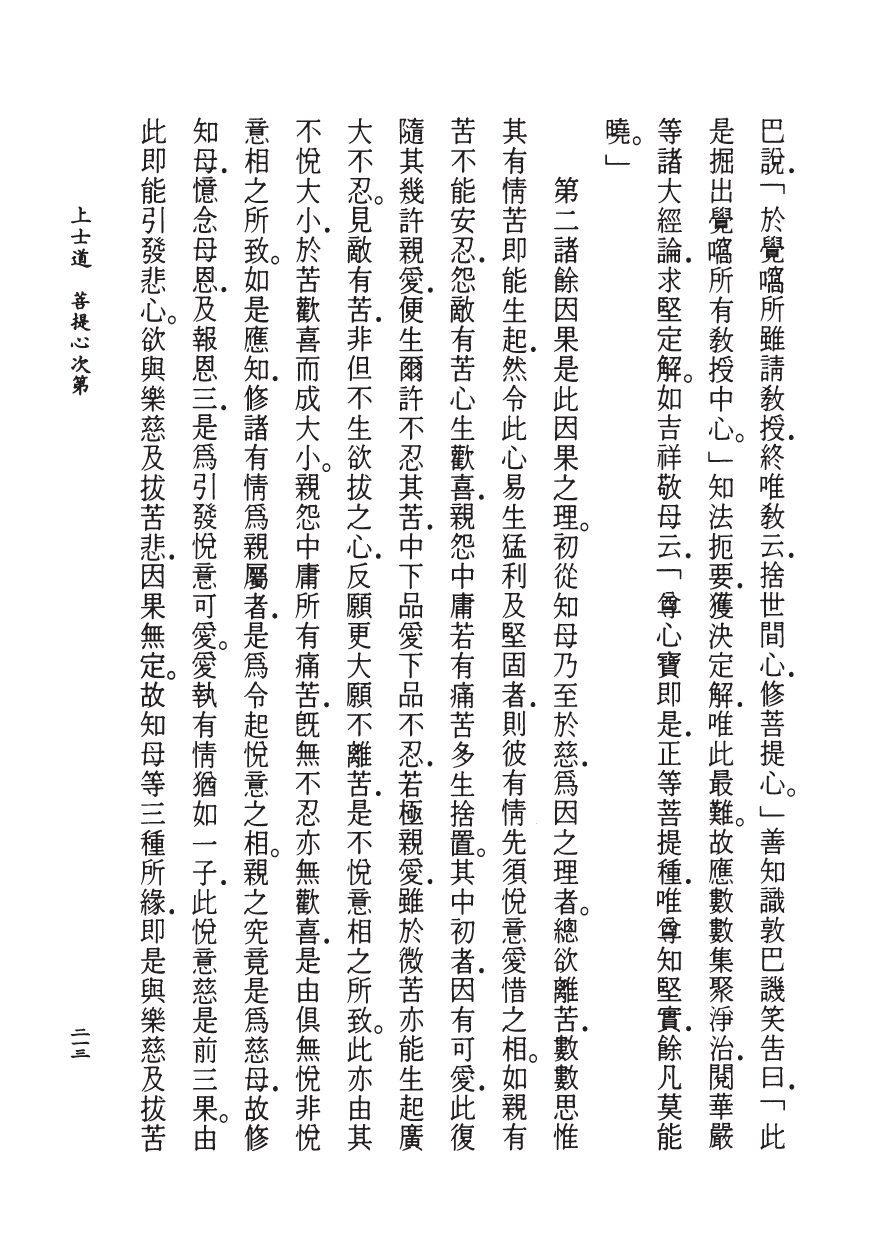 巴說．「於覺𠿒所雖請教授．終唯教云．捨世間心．修菩提心。」善知識敦巴譏笑告曰．「此
是掘出覺𠿒所有教授中心。」知法扼要．獲決定解．唯此最難。故應數數集聚淨治．閱華嚴
等諸大經論．求堅定解。如吉祥敬母云．「尊心寶即是．正等菩提種．唯尊知堅實．餘凡莫能
曉。」
第二諸餘因果是此因果之理。初從知母乃至於慈．爲因之理者。總欲離苦．數數思惟
其有情苦即能生起．然令此心易生猛利及堅固者．則彼有情先須悅意愛惜之相。如親有
苦不能安忍．怨敵有苦心生歡喜．親怨中庸若有痛苦多生捨置。其中初者．因有可愛．此復
隨其幾許親愛．便生爾許不忍其苦．中下品愛下品不忍．若極親愛．雖於微苦亦能生起廣
大不忍。見敵有苦．非但不生欲拔之心．反願更大願不離苦．是不悅意相之所致。此亦由其
不悅大小．於苦歡喜而成大小。親怨中庸所有痛苦．旣無不忍亦無歡喜．是由俱無悅非悅
意相之所致。如是應知．修諸有情爲親屬者．是爲令起悅意之相。親之究竟是爲慈母．故修
知母．憶念母恩．及報恩三．是爲引發悅意可愛。愛執有情猶如一子．此悅意慈是前三果。由
此即能引發悲心。欲與樂慈及拔苦悲．因果無定。故知母等三種所緣．即是與樂慈及拔苦
上士道　菩提心次第
二一三